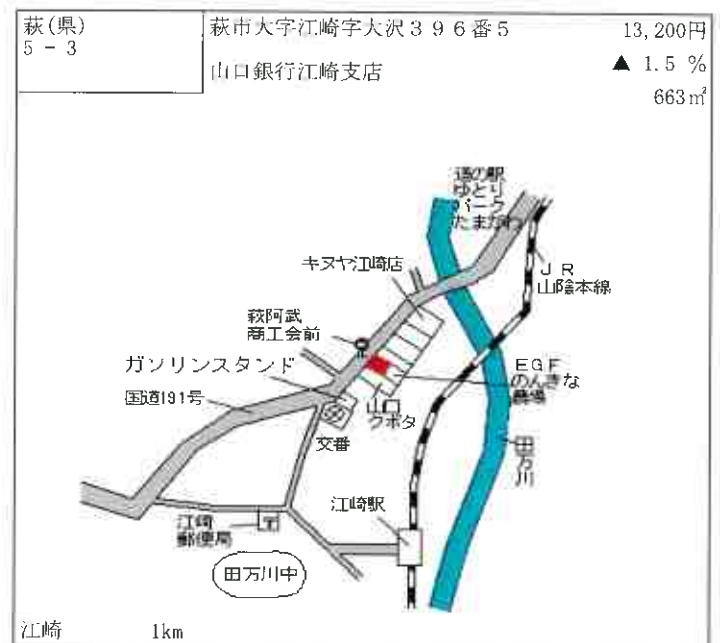 萩(県)
5 - 3
萩市大字江崎字大沢３９６番５
13,200円
山口銀行江崎支店
▲ 1.5 %
663㎡
道の駅
ゆとり
パーク
たまがわ
キヌヤ江崎店
ＪＲ
山陰本線
萩阿武
商工会前
ガソリンスタンド
国道191号
EGF
のんきな
農場
山口
クボタ
交番
田万川
江崎駅
江崎
郵便局
〒
田万川中
江崎 1km